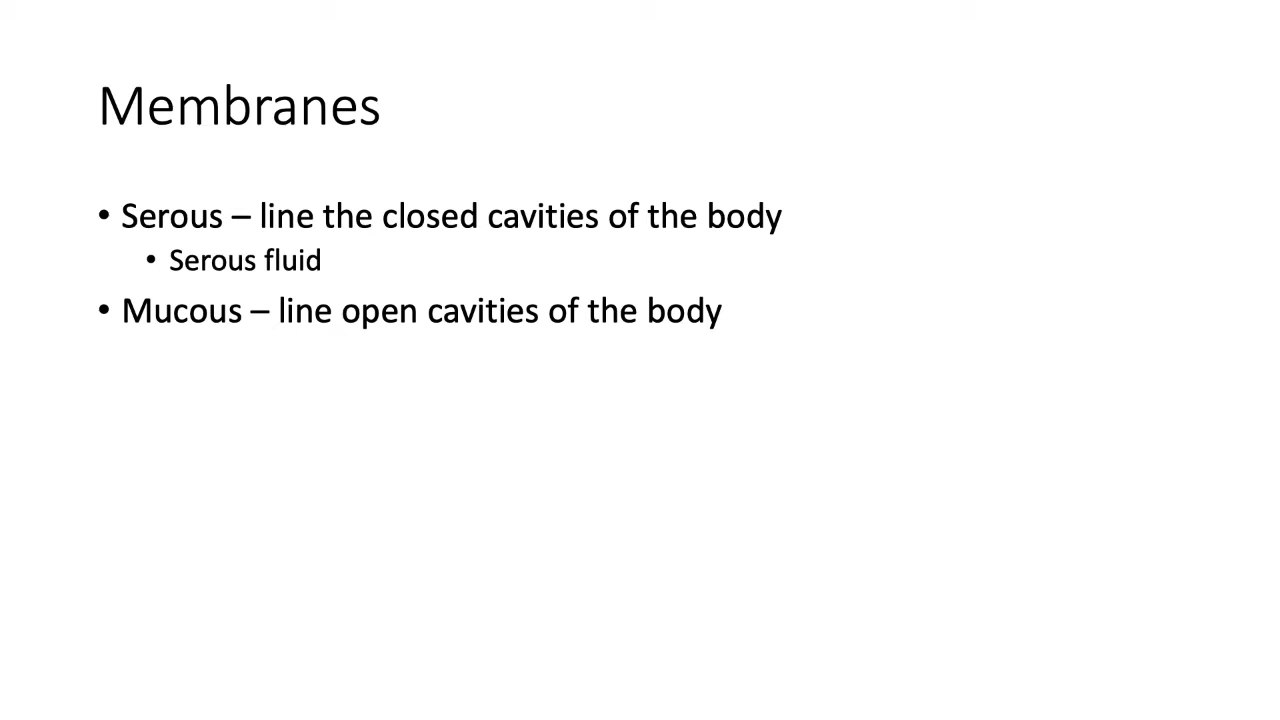 Membranes
• Serous – line the closed cavities of the body
• Serous fluid
• Mucous – line open cavities of the body